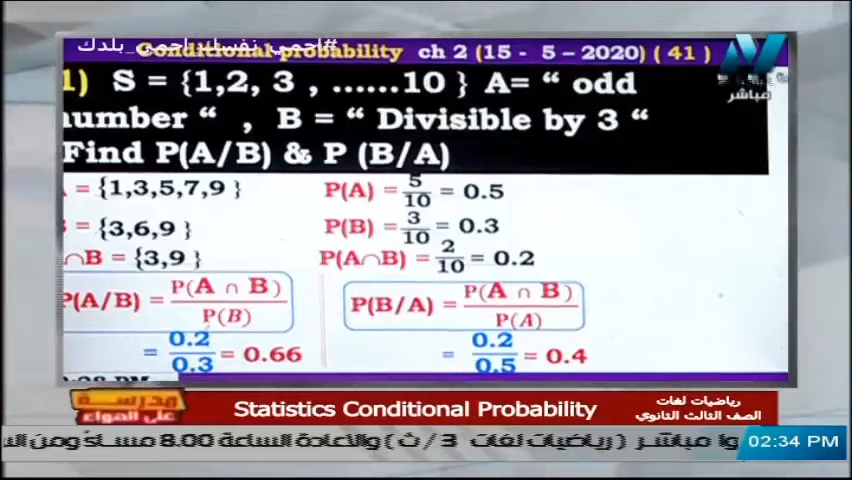 #احمي_نفسك_احمي_بلدك
Conditional probability ch 2 (15 - 5 – 2020) ( 41 )
مباشر
1) S = {1,2, 3 , ……10 } A= “ odd
number “ , B = “ Divisible by 3 “
Find P(A/B) & P (B/A)
= {1,3,5,7,9 } P(A) = 5/10 = 0.5
= {3,6,9 } P(B) = 3/10 = 0.3
∩B = {3,9 } P(A∩B) = 2/10 = 0.2
P(A/B) = P(A ∩ B)/P(B) P(B/A) = P(A ∩ B)/P(A)
= 0.2/0.3 = 0.66 = 0.2/0.5 = 0.4
مدرسة
على الهواء
Statistics Conditional Probability
رياضيات لغات
الصف الثالث الثانوي
وا مباشر ( رياضيات لغات 3 / ث ) والاعادة الساعة 8.00 مساءً ومن
02:34 PM